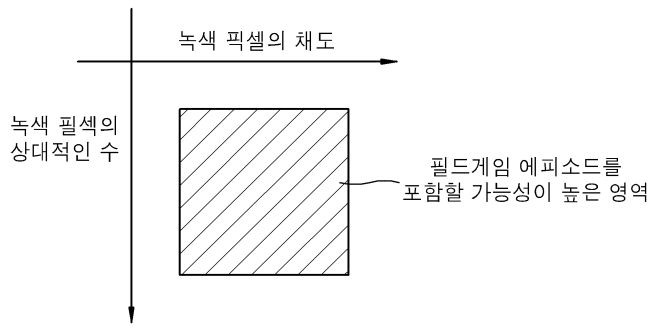 녹색 픽셀의 채도
녹색 필섹의
상대적인 수
필드게임 에피소드를
포함할 가능성이 높은 영역